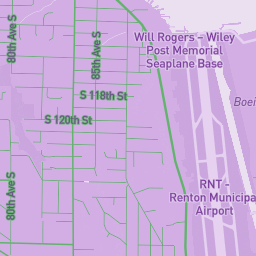 80th Ave S
85th Ave S
Will Rogers – Wiley
Post Memorial
Seaplane Base
S 118th St
Boei
S 120th St
80th Ave S
RNT -
Renton Municipa
Airport